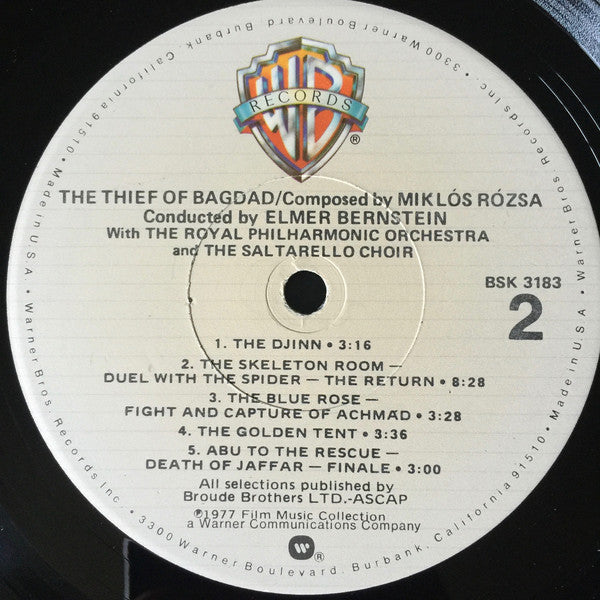 WB
RECORDS
®
THE THIEF OF BAGDAD/Composed by MIKLÓS RÓZSA
Conducted by ELMER BERNSTEIN
With THE ROYAL PHILHARMONIC ORCHESTRA
and THE SALTARELLO CHOIR
BSK 3183
2
1. THE DJINN • 3:16
2. THE SKELETON ROOM —
DUEL WITH THE SPIDER — THE RETURN • 8:28
3. THE BLUE ROSE —
FIGHT AND CAPTURE OF ACHMAD • 3:28
4. THE GOLDEN TENT • 3:36
5. ABU TO THE RESCUE —
DEATH OF JAFFAR — FINALE • 3:00
All selections published by
Broude Brothers LTD.-ASCAP
℗1977 Film Music Collection
a Warner Communications Company
®
Warner Bros. Records Inc. • 3300 Warner Boulevard, Burbank, California 91510 • Made in U.S.A. • Warner Bros. Records Inc. • 3300 Warner Boulevard, Burbank, California 91510 • Made in U.S.A. •